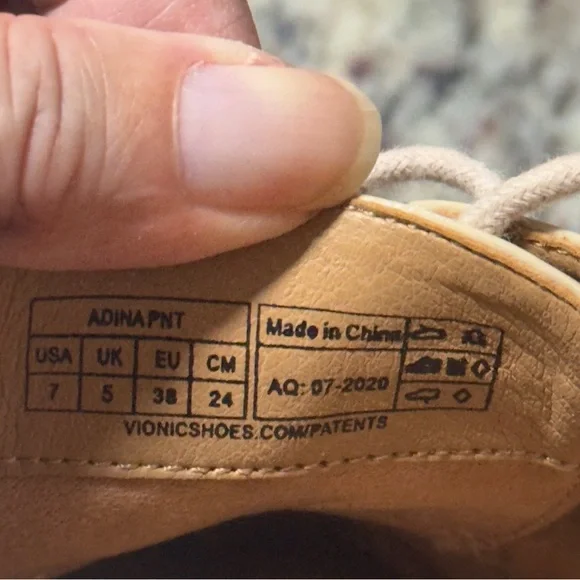 ADINA PNT
USA UK EU CM
7 5 38 24
Made in China
AQ: 07-2020
VIONICSHOES.COM/PATENTS